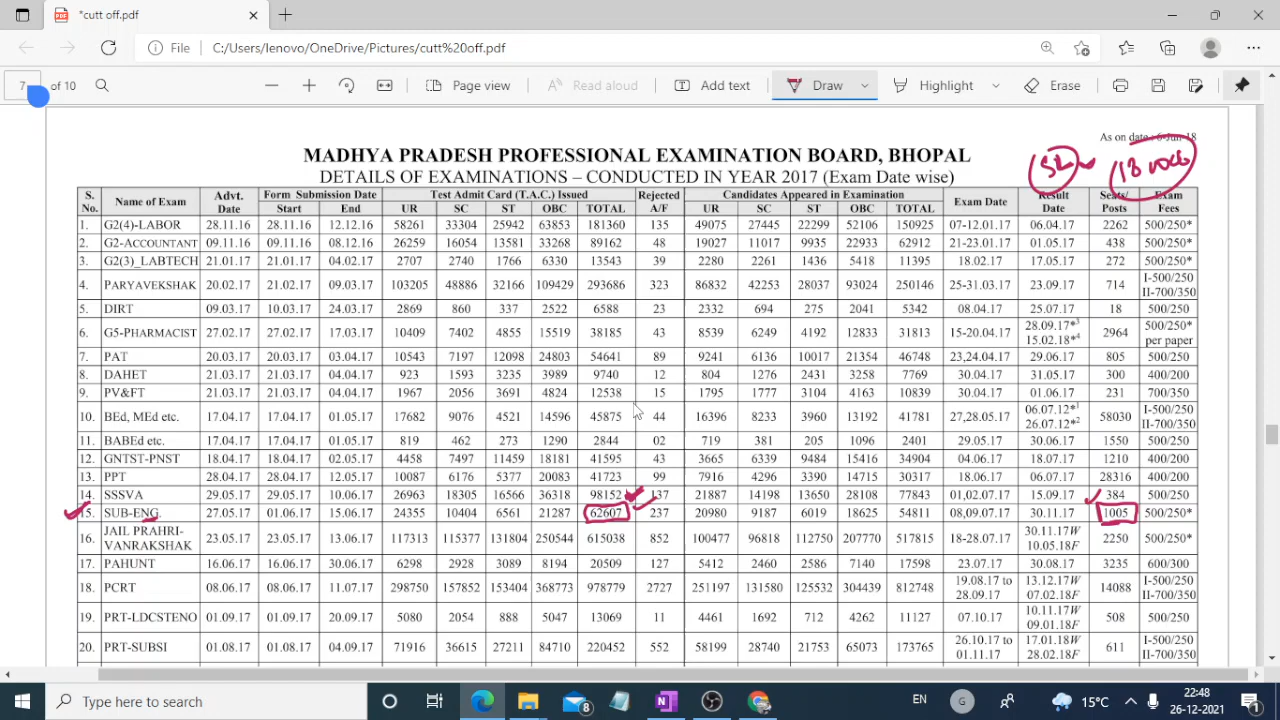 *cutt off.pdf
File C:/Users/lenovo/OneDrive/Pictures/cutt%20off.pdf
7 of 10 Page view Read aloud Add text Draw Highlight Erase
As on date : 6-Jun-18
MADHYA PRADESH PROFESSIONAL EXAMINATION BOARD, BHOPAL
DETAILS OF EXAMINATIONS – CONDUCTED IN YEAR 2017 (Exam Date wise)
S. No. Name of Exam Advt. Date Form Submission Date Test Admit Card (T.A.C.) Issued Rejected A/F Candidates Appeared in Examination Exam Date Result Date Seats/ Posts Exam Fees
Start End UR SC ST OBC TOTAL UR SC ST OBC TOTAL
1. G2(4)-LABOR 28.11.16 28.11.16 12.12.16 58261 33304 25942 63853 181360 135 49075 27445 22299 52106 150925 07-12.01.17 06.04.17 2262 500/250*
2. G2-ACCOUNTANT 09.11.16 09.11.16 08.12.16 26259 16054 13581 33268 89162 48 19027 11017 9935 22933 62912 21-23.01.17 01.05.17 438 500/250*
3. G2(3)_LABTECH 21.01.17 21.01.17 04.02.17 2707 2740 1766 6330 13543 39 2280 2261 1436 5418 11395 18.02.17 17.05.17 272 500/250*
4. PARYAVEKSHAK 20.02.17 21.02.17 09.03.17 103205 48886 32166 109429 293686 323 86832 42253 28037 93024 250146 25-31.03.17 23.09.17 714 I-500/250 II-700/350
5. DIRT 09.03.17 10.03.17 24.03.17 2869 860 337 2522 6588 23 2332 694 275 2041 5342 08.04.17 25.07.17 18 500/250
6. G5-PHARMACIST 27.02.17 27.02.17 17.03.17 10409 7402 4855 15519 38185 43 8539 6249 4192 12833 31813 15-20.04.17 28.09.17*3 15.02.18*4 2964 500/250* per paper
7. PAT 20.03.17 20.03.17 03.04.17 10543 7197 12098 24803 54641 89 9241 6136 10017 21354 46748 23,24.04.17 29.06.17 805 500/250
8. DAHET 21.03.17 21.03.17 04.04.17 923 1593 3235 3989 9740 12 804 1276 2431 3258 7769 30.04.17 31.05.17 300 400/200
9. PV&FT 21.03.17 21.03.17 04.04.17 1967 2056 3691 4824 12538 15 1795 1777 3104 4163 10839 30.04.17 01.06.17 231 700/350
10. BEd, MEd etc. 17.04.17 17.04.17 01.05.17 17682 9076 4521 14596 45875 44 16396 8233 3960 13192 41781 27,28.05.17 06.07.12*1 26.07.12*2 58030 I-500/250 II-700/350
11. BABEd etc. 17.04.17 17.04.17 01.05.17 819 462 273 1290 2844 02 719 381 205 1096 2401 29.05.17 30.06.17 1550 500/250
12. GNTST-PNST 18.04.17 18.04.17 02.05.17 4458 7497 11459 18181 41595 43 3665 6339 9484 15416 34904 04.06.17 18.07.17 1210 400/200
13. PPT 28.04.17 28.04.17 12.05.17 10087 6176 5377 20083 41723 99 7916 4296 3390 14715 30317 18.06.17 06.07.17 28316 400/200
14. SSSVA 29.05.17 29.05.17 10.06.17 26963 18305 16566 36318 98152 137 21887 14198 13650 28108 77843 01,02.07.17 15.09.17 384 500/250
15. SUB-ENG. 27.05.17 01.06.17 15.06.17 24355 10404 6561 21287 62607 237 20980 9187 6019 18625 54811 08,09.07.17 30.11.17 1005 500/250*
16. JAIL PRAHRI-VANRAKSHAK 23.05.17 23.05.17 13.06.17 117313 115377 131804 250544 615038 852 100477 96818 112750 207770 517815 18-28.07.17 30.11.17W 10.05.18F 2250 500/250*
17. PAHUNT 16.06.17 16.06.17 30.06.17 6298 2928 3089 8194 20509 127 5412 2460 2586 7140 17598 23.07.17 30.08.17 3235 600/300
18. PCRT 08.06.17 08.06.17 11.07.17 298750 157852 153404 368773 978779 2727 251197 131580 125532 304439 812748 19.08.17 to 28.09.17 13.12.17W 07.02.18F 14088 I-500/250 II-700/350
19. PRT-LDCSTENO 01.09.17 01.09.17 20.09.17 5080 2054 888 5047 13069 11 4461 1692 712 4262 11127 07.10.17 10.11.17W 09.01.18F 508 500/250
20. PRT-SUBSI 01.08.17 01.08.17 04.09.17 71916 36615 27211 84710 220452 552 58199 28740 21753 65073 173765 26.10.17 to 01.11.17 17.01.18W 28.02.18F 611 I-500/250 II-700/350
Type here to search 8 EN G 15°C 22:48 26-12-2021 1